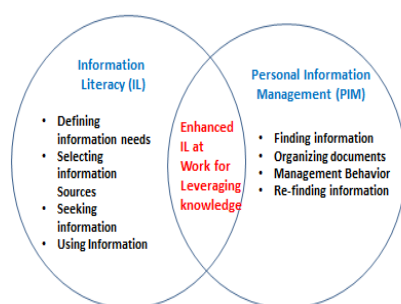 Information
Literacy (IL)
• Defining
information needs
• Selecting
information
Sources
• Seeking
information
• Using Information
Enhanced
IL at
Work for
Leveraging
knowledge
Personal Information
Management (PIM)
• Finding information
• Organizing documents
• Management Behavior
• Re-finding information